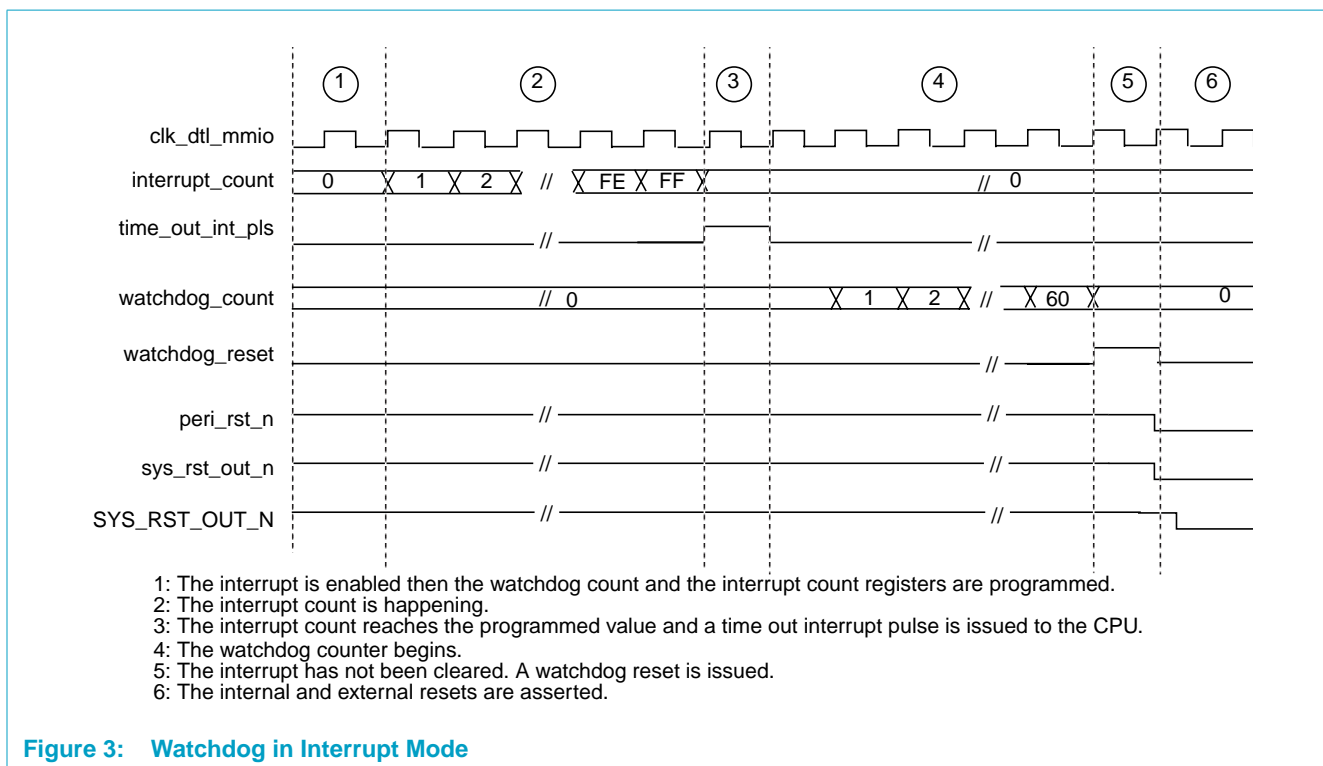 1 2 3 4 5 6
clk_dtl_mmio
interrupt_count 0 1 2 // FE FF // 0
time_out_int_pls // //
watchdog_count // 0 1 2 // 60 0
watchdog_reset //
peri_rst_n // //
sys_rst_out_n // //
SYS_RST_OUT_N // //
1: The interrupt is enabled then the watchdog count and the interrupt count registers are programmed.
2: The interrupt count is happening.
3: The interrupt count reaches the programmed value and a time out interrupt pulse is issued to the CPU.
4: The watchdog counter begins.
5: The interrupt has not been cleared. A watchdog reset is issued.
6: The internal and external resets are asserted.
Figure 3: Watchdog in Interrupt Mode